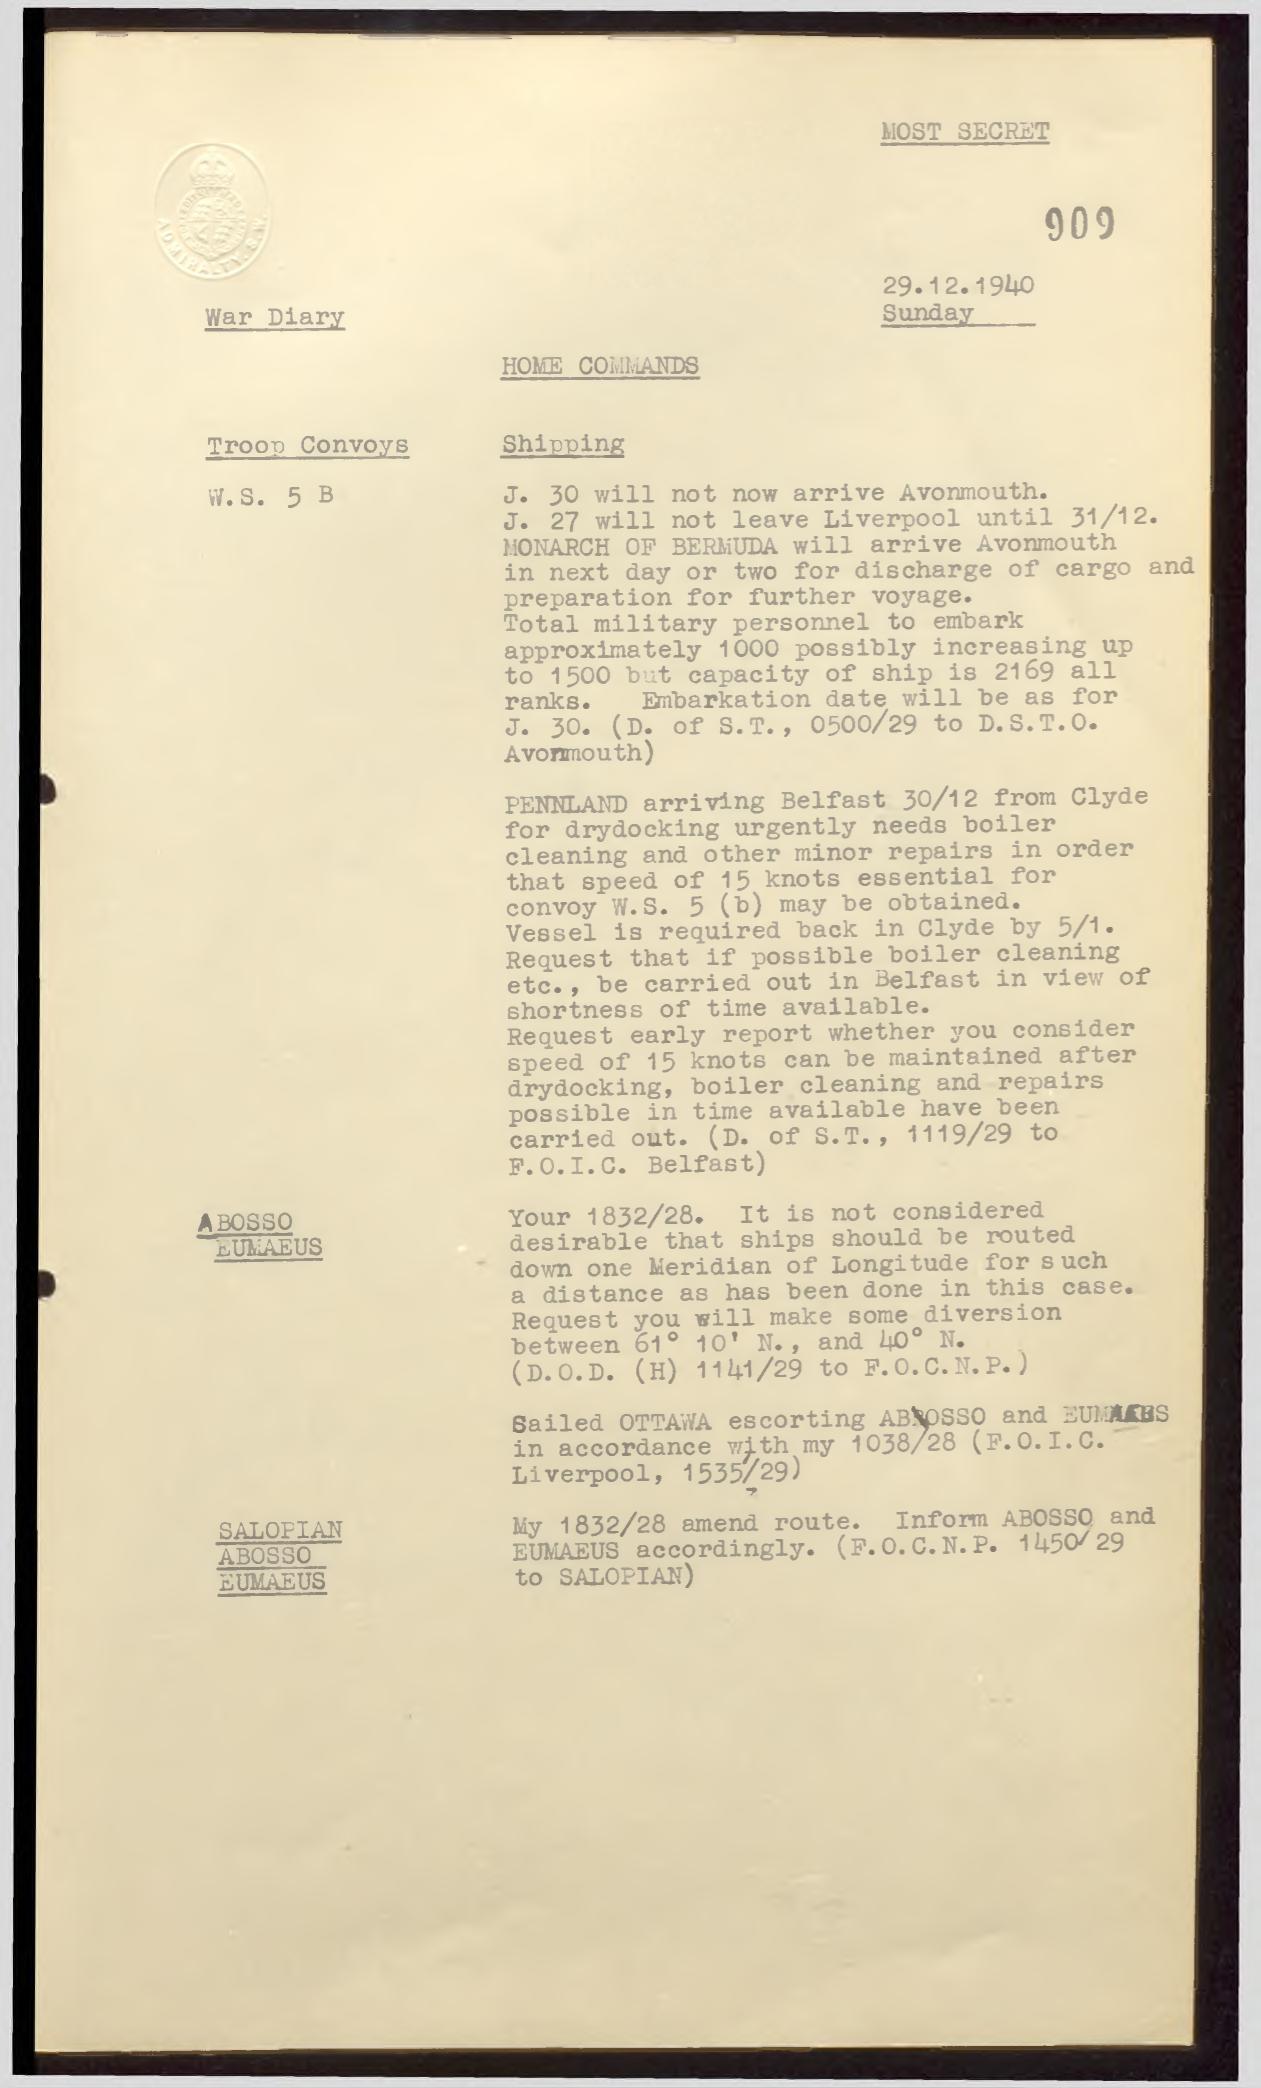 MOST SECRET
ADMIRALTY. S.W.
909
29.12.1940
War Diary
Sunday
HOME COMMANDS
Troop Convoys
Shipping
W.S. 5 B
J. 30 will not now arrive Avonmouth.
J. 27 will not leave Liverpool until 31/12.
MONARCH OF BERMUDA will arrive Avonmouth
in next day or two for discharge of cargo and
preparation for further voyage.
Total military personnel to embark
approximately 1000 possibly increasing up
to 1500 but capacity of ship is 2169 all
ranks. Embarkation date will be as for
J. 30. (D. of S.T., 0500/29 to D.S.T.O.
Avonmouth)
PENNLAND arriving Belfast 30/12 from Clyde
for drydocking urgently needs boiler
cleaning and other minor repairs in order
that speed of 15 knots essential for
convoy W.S. 5 (b) may be obtained.
Vessel is required back in Clyde by 5/1.
Request that if possible boiler cleaning
etc., be carried out in Belfast in view of
shortness of time available.
Request early report whether you consider
speed of 15 knots can be maintained after
drydocking, boiler cleaning and repairs
possible in time available have been
carried out. (D. of S.T., 1119/29 to
F.O.I.C. Belfast)
ABOSSO
EUMAEUS
Your 1832/28. It is not considered
desirable that ships should be routed
down one Meridian of Longitude for such
a distance as has been done in this case.
Request you will make some diversion
between 61° 10' N., and 40° N.
(D.O.D. (H) 1141/29 to F.O.C.N.P.)
Sailed OTTAWA escorting ABOSSO and EUMAEUS
in accordance with my 1038/28 (F.O.I.C.
Liverpool, 1535/29)
SALOPIAN
ABOSSO
EUMAEUS
My 1832/28 amend route. Inform ABOSSO and
EUMAEUS accordingly. (F.O.C.N.P. 1450/29
to SALOPIAN)